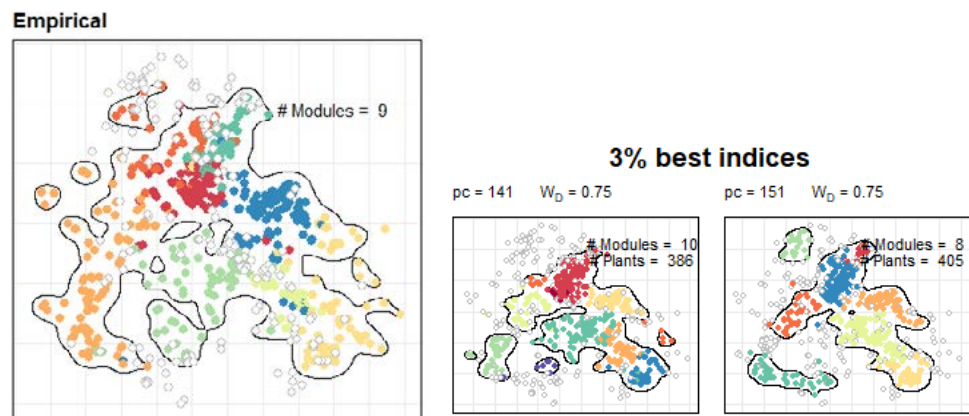 Empirical
# Modules = 9
3% best indices
pc = 141 W_D = 0.75
# Modules = 10
# Plants = 386
pc = 151 W_D = 0.75
# Modules = 8
# Plants = 405